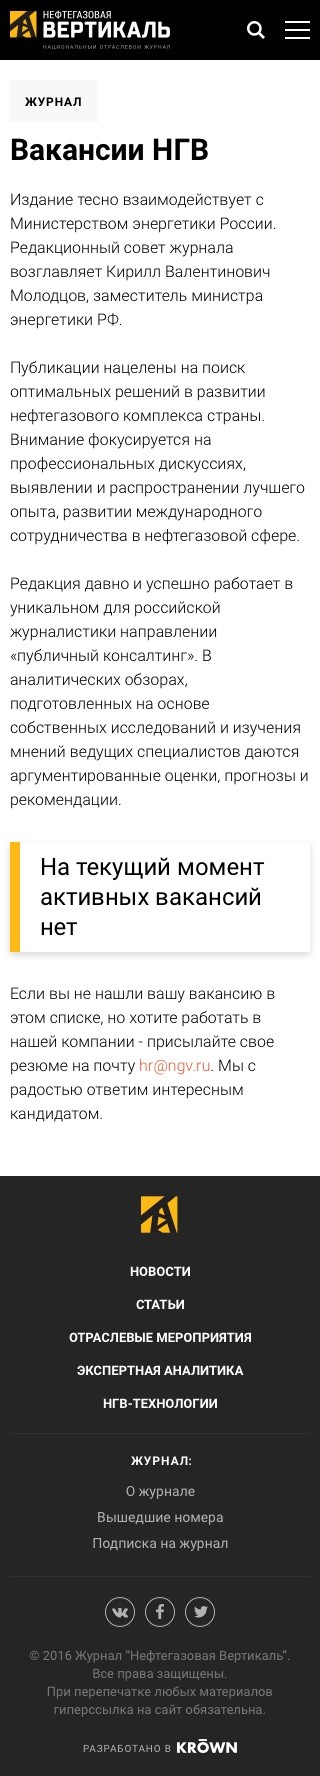 НЕФТЕГАЗОВАЯ
ВЕРТИКАЛЬ
НАЦИОНАЛЬНЫЙ ОТРАСЛЕВОЙ ЖУРНАЛ
ЖУРНАЛ
Вакансии НГВ
Издание тесно взаимодействует с
Министерством энергетики России.
Редакционный совет журнала
возглавляет Кирилл Валентинович
Молодцов, заместитель министра
энергетики РФ.
Публикации нацелены на поиск
оптимальных решений в развитии
нефтегазового комплекса страны.
Внимание фокусируется на
профессиональных дискуссиях,
выявлении и распространении лучшего
опыта, развитии международного
сотрудничества в нефтегазовой сфере.
Редакция давно и успешно работает в
уникальном для российской
журналистики направлении
«публичный консалтинг». В
аналитических обзорах,
подготовленных на основе
собственных исследований и изучения
мнений ведущих специалистов даются
аргументированные оценки, прогнозы и
рекомендации.
На текущий момент
активных вакансий
нет
Если вы не нашли вашу вакансию в
этом списке, но хотите работать в
нашей компании - присылайте свое
резюме на почту hr@ngv.ru. Мы с
радостью ответим интересным
кандидатом.
НОВОСТИ
СТАТЬИ
ОТРАСЛЕВЫЕ МЕРОПРИЯТИЯ
ЭКСПЕРТНАЯ АНАЛИТИКА
НГВ-ТЕХНОЛОГИИ
ЖУРНАЛ:
О журнале
Вышедшие номера
Подписка на журнал
© 2016 Журнал “Нефтегазовая Вертикаль”.
Все права защищены.
При перепечатке любых материалов
гиперссылка на сайт обязательна.
РАЗРАБОТАНО В KRŌWN